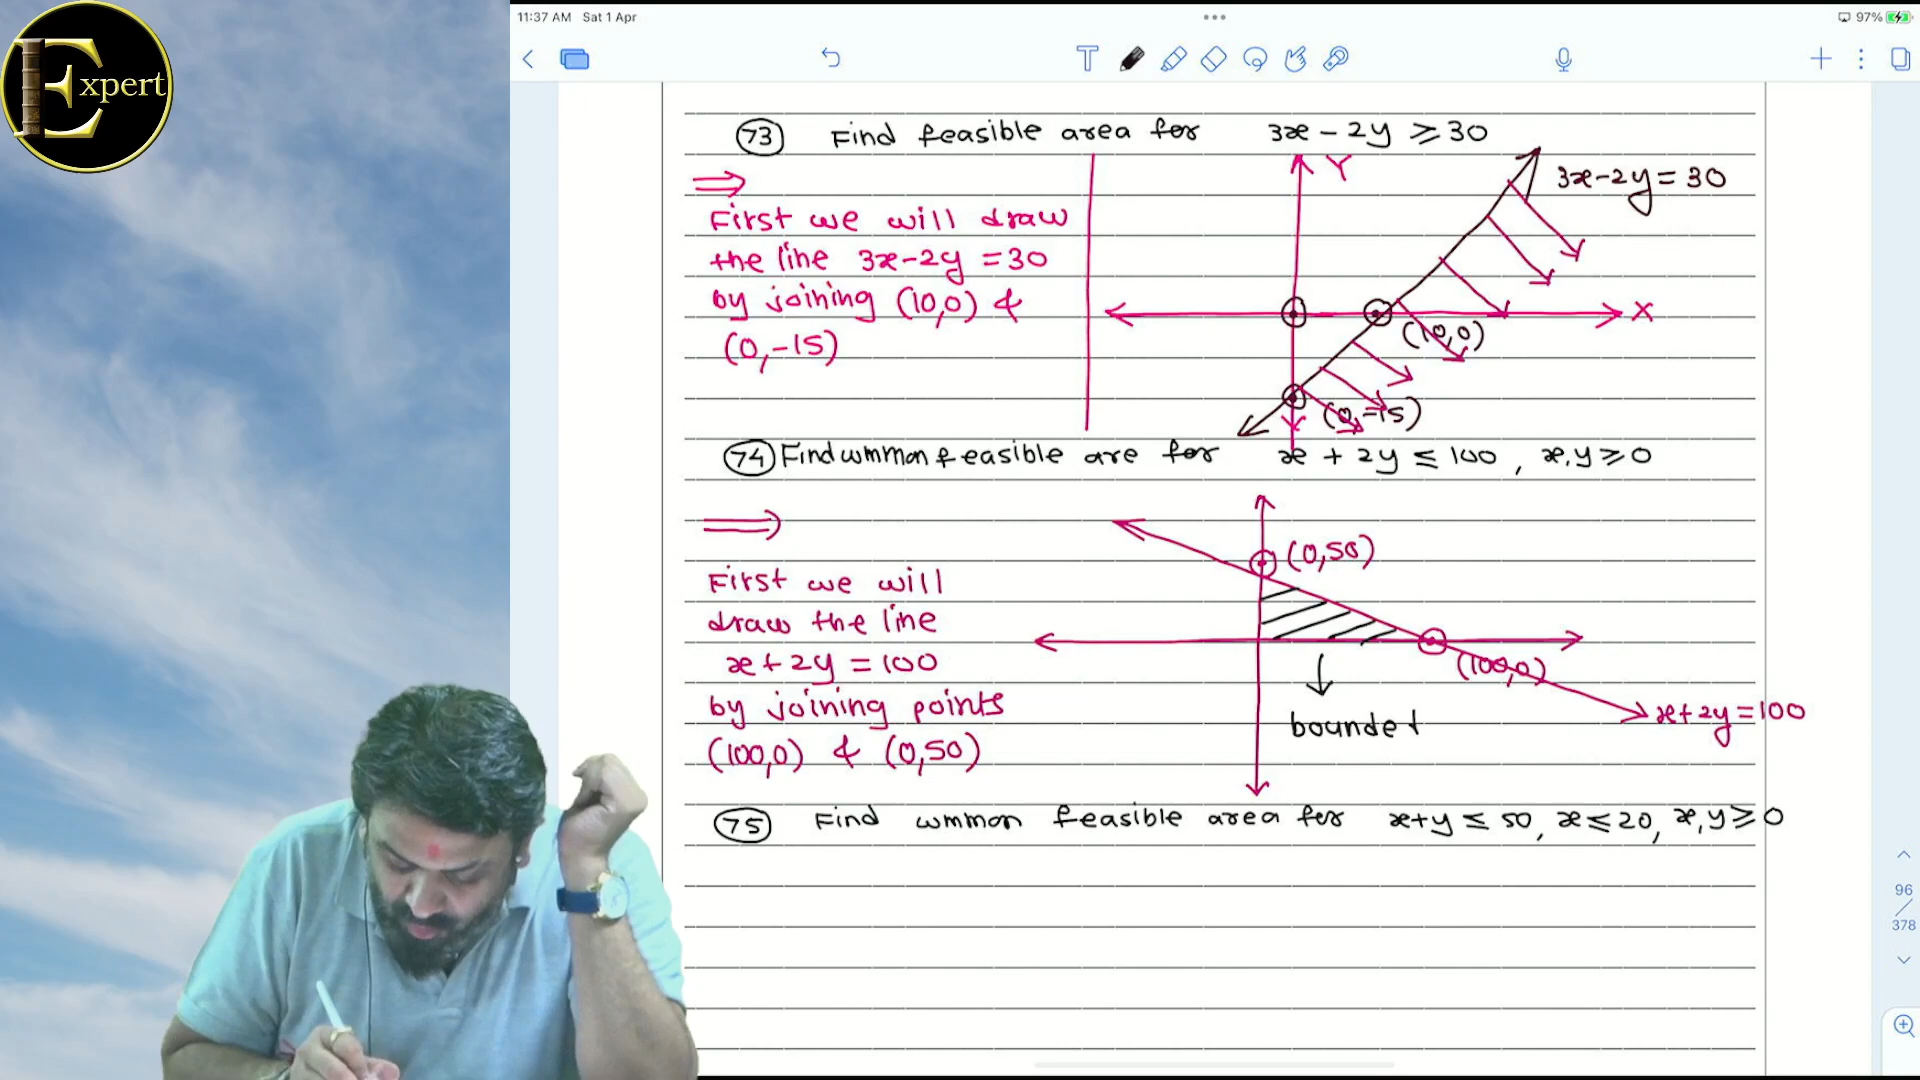 Expert
11:37 AM Sat 1 Apr
97%
73 Find feasible area for 3x - 2y ≥ 30
⇒
First we will draw
the line 3x-2y = 30
by joining (10,0) &
(0,-15)
Y
3x-2y = 30
X
(10,0)
(0,-15)
74 Find common feasible are for x + 2y ≤ 100, x,y ≥ 0
⇒
First we will
draw the line
x + 2y = 100
by joining points
(100,0) & (0,50)
(0,50)
(100,0)
x+2y=100
bounded
75 Find common feasible area for x+y ≤ 50, x ≤ 20, x,y ≥ 0
96
378